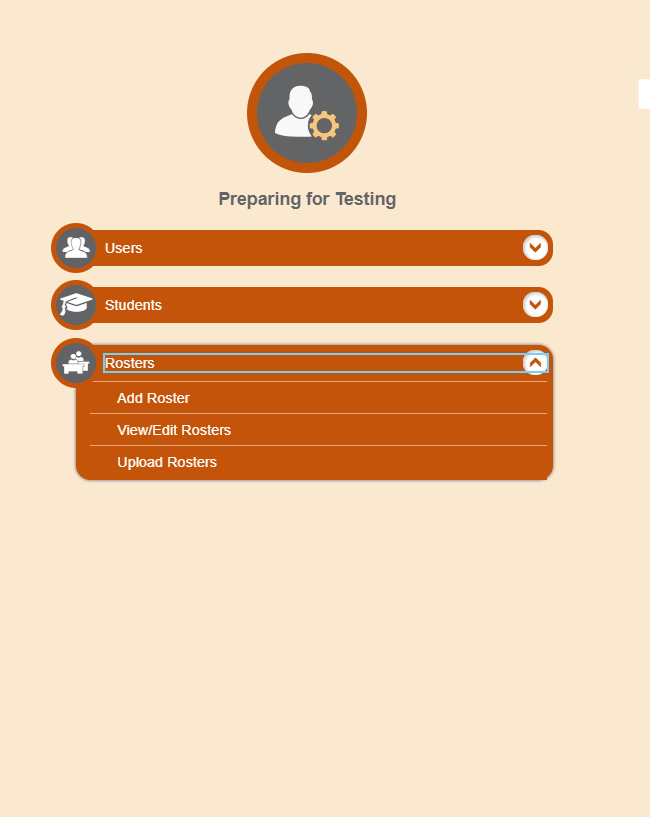 Preparing for Testing
Users
Students
Rosters
Add Roster
View/Edit Rosters
Upload Rosters